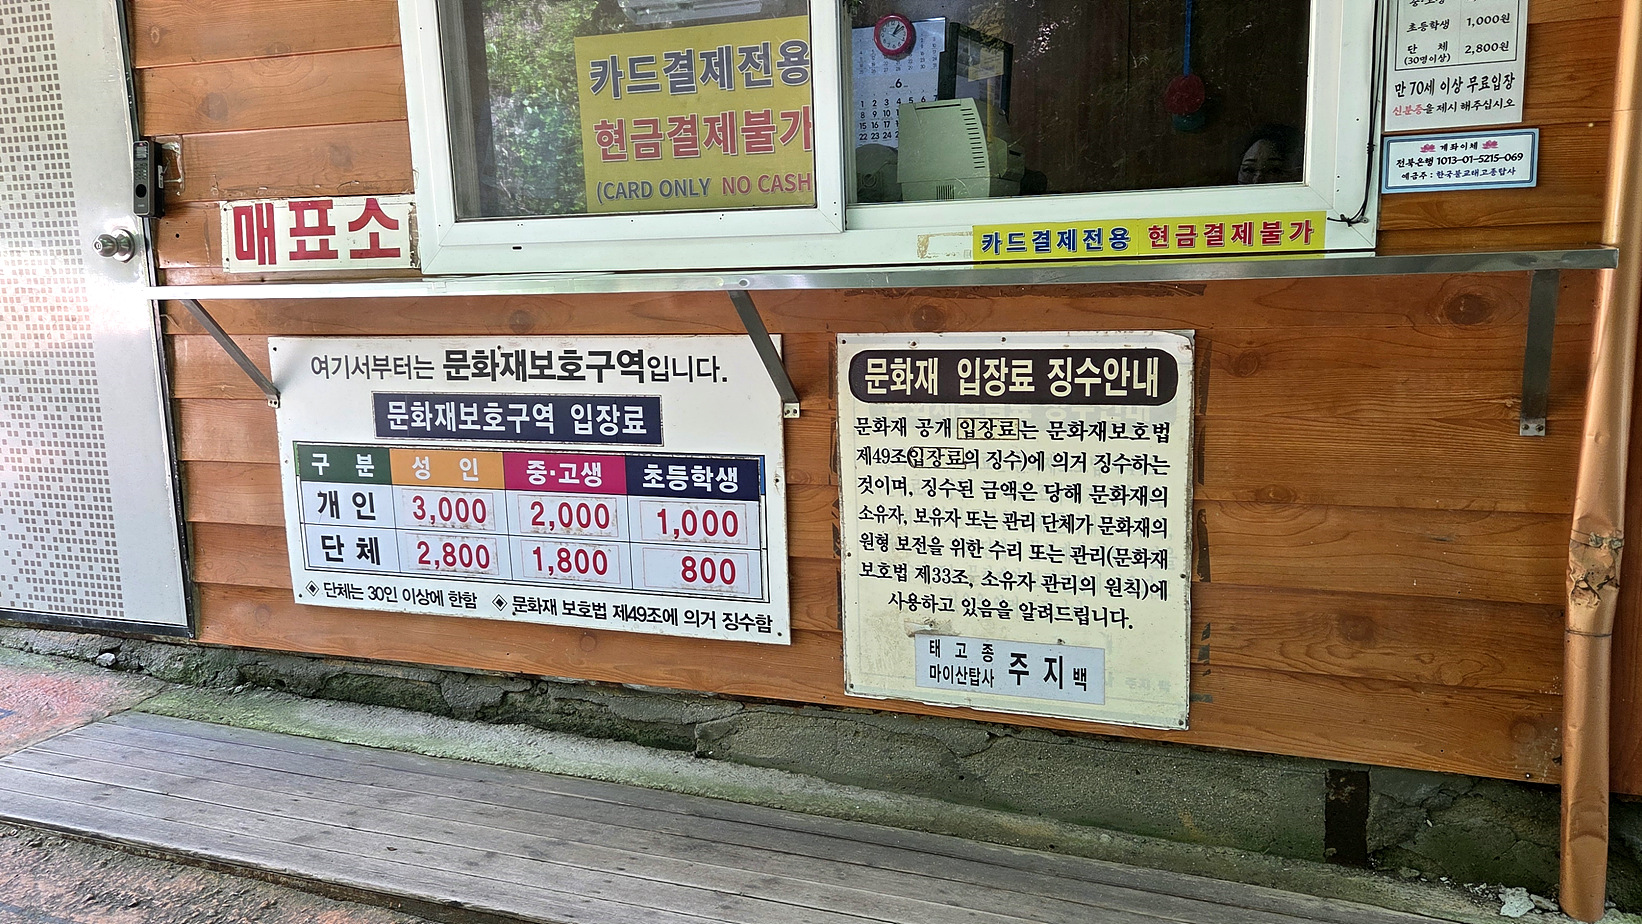 카드결제전용
현금결제불가
(CARD ONLY NO CASH
6
1 2 3 4 5 6 7
매표소
카드결제전용 현금결제불가
초등학생 1,000원
단 체 2,800원
(30명이상)
만 70세 이상 무료입장
신분증을 제시해주십시오
계좌이체
전북은행 1013-01-5215-069
예금주 : 한국불교태고종탑사
여기서부터는 문화재보호구역입니다.
문화재보호구역 입장료
구 분 성 인 중·고생 초등학생
개 인 3,000 2,000 1,000
단 체 2,800 1,800 800
◈ 단체는 30인 이상에 한함 ◈ 문화재 보호법 제49조에 의거 징수함
문화재 입장료 징수안내
문화재 공개 입장료는 문화재보호법
제49조(입장료의 징수)에 의거 징수하는
것이며, 징수된 금액은 당해 문화재의
소유자, 보유자 또는 관리 단체가 문화재의
원형 보전을 위한 수리 또는 관리(문화재
보호법 제33조, 소유자 관리의 원칙)에
사용하고 있음을 알려드립니다.
태 고 종
마이산탑사 주 지 백